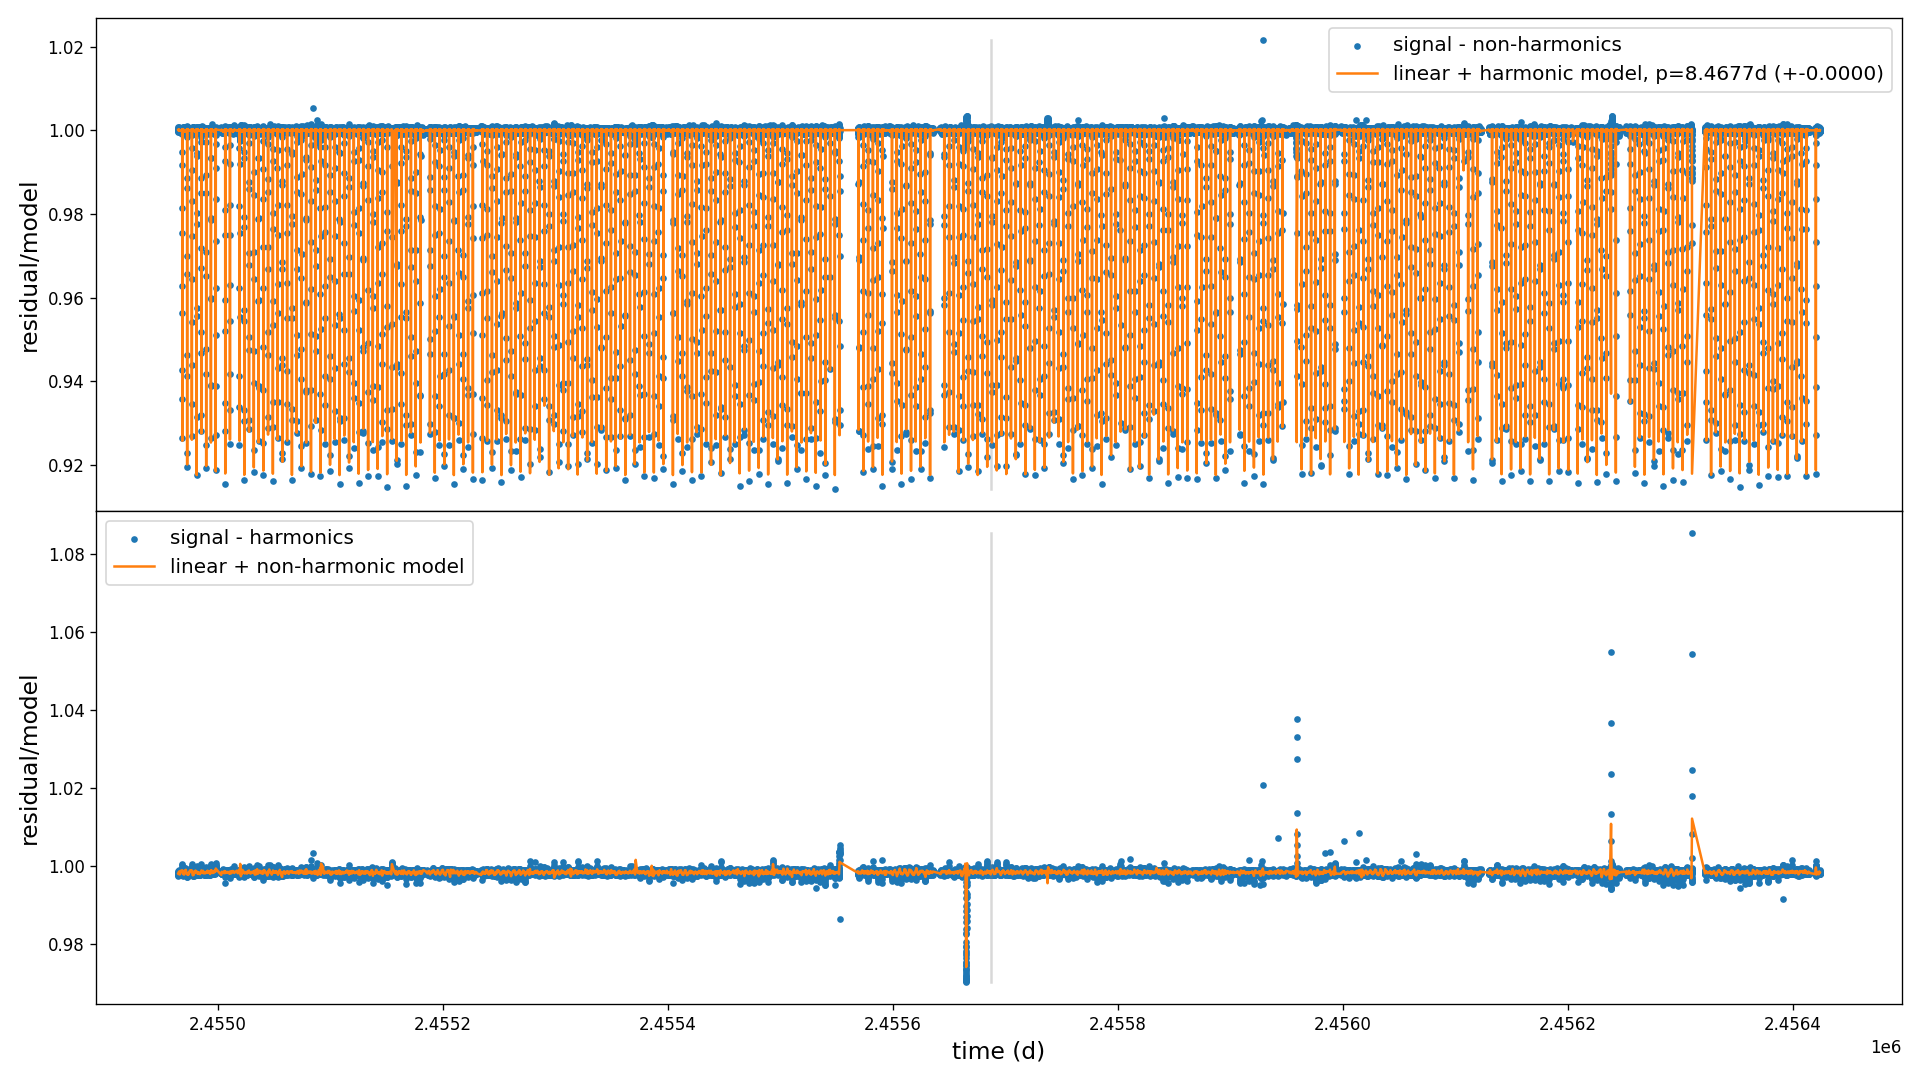 1.02
1.00
0.98
0.96
0.94
0.92
residual/model
signal - non-harmonics
linear + harmonic model, p=8.4677d (+-0.0000)
signal - harmonics
linear + non-harmonic model
1.08
1.06
1.04
1.02
1.00
0.98
residual/model
2.4550 2.4552 2.4554 2.4556 2.4558 2.4560 2.4562 2.4564
1e6
time (d)